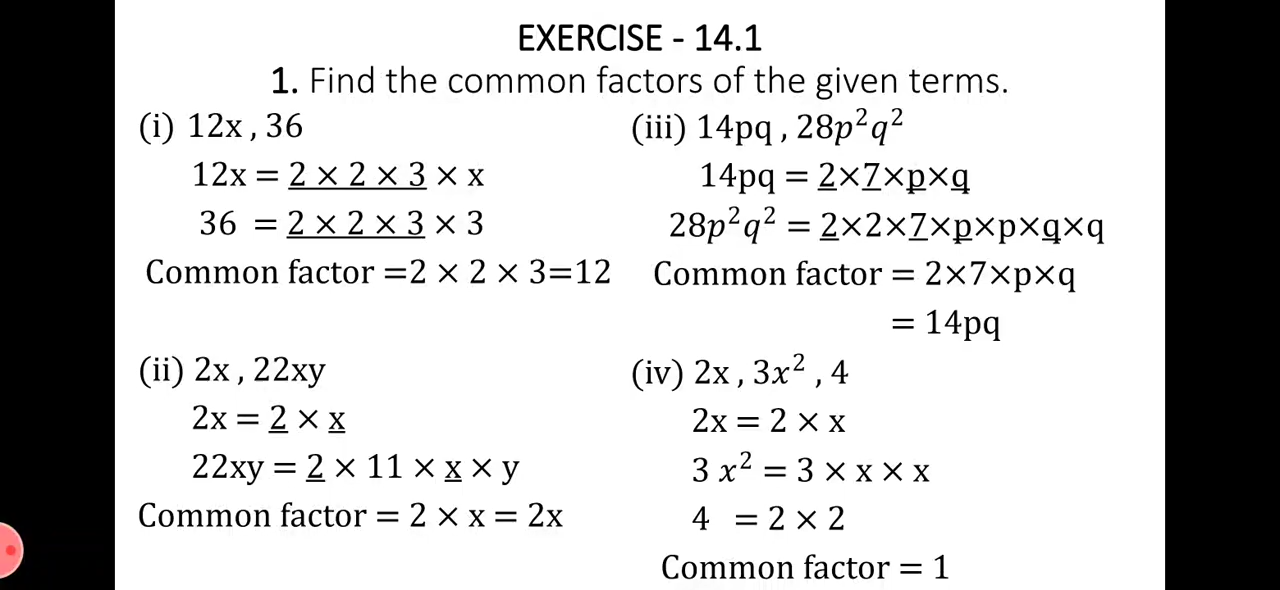 EXERCISE - 14.1
1. Find the common factors of the given terms.
(i) 12x , 36
12x = 2 × 2 × 3 × x
36 = 2 × 2 × 3 × 3
Common factor =2 × 2 × 3=12
(ii) 2x , 22xy
2x = 2 × x
22xy = 2 × 11 × x × y
Common factor = 2 × x = 2x
(iii) 14pq , 28p²q²
14pq = 2×7×p×q
28p²q² = 2×2×7×p×p×q×q
Common factor = 2×7×p×q
= 14pq
(iv) 2x , 3x² , 4
2x = 2 × x
3 x² = 3 × x × x
4 = 2 × 2
Common factor = 1